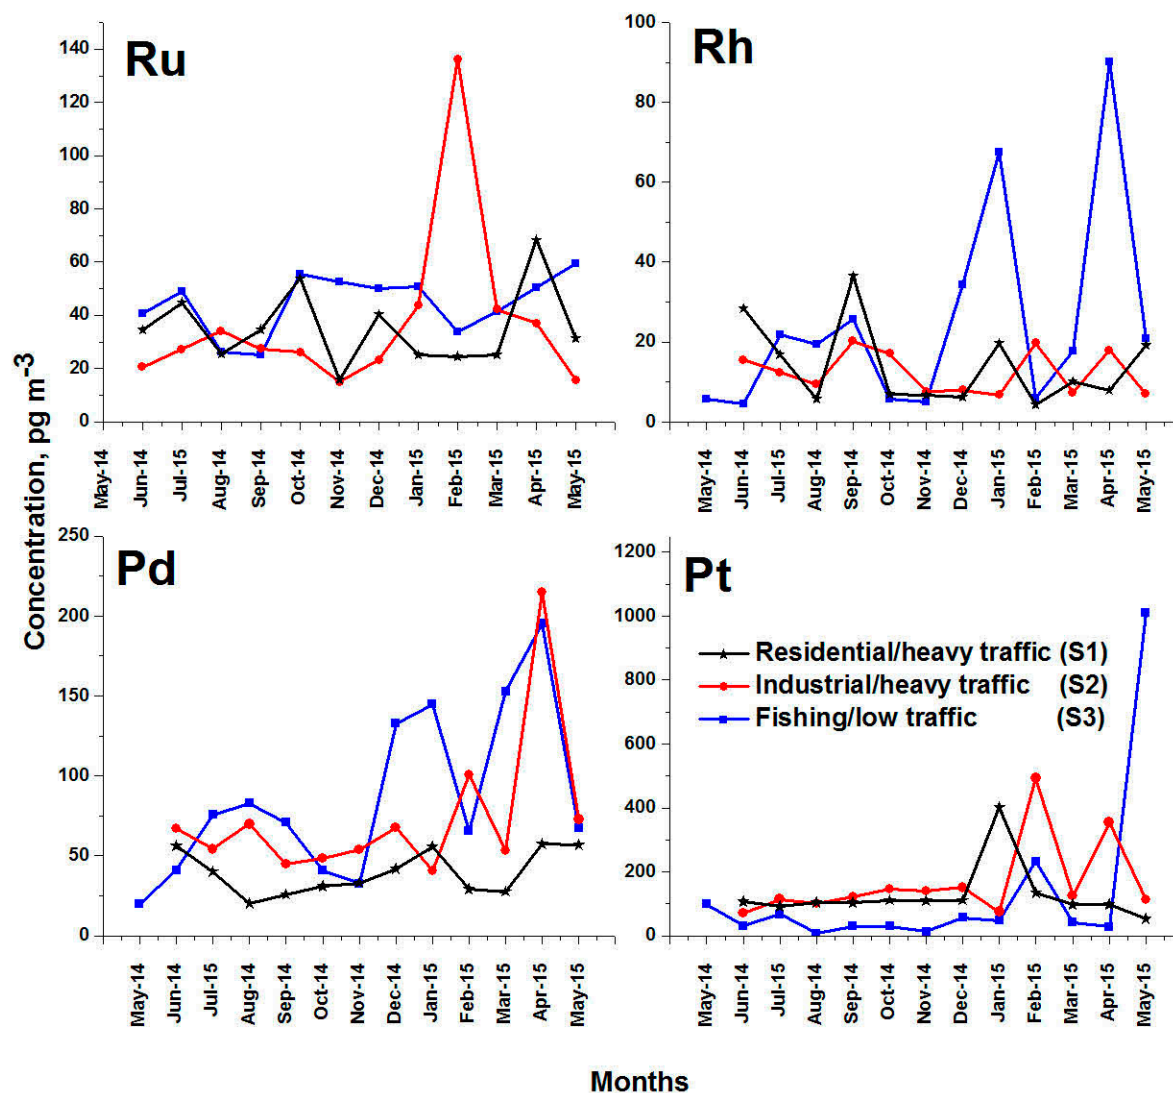 Concentration, pg m⁻³
Ru
140
120
100
80
60
40
20
0
May-14
Jun-14
Jul-15
Aug-14
Sep-14
Oct-14
Nov-14
Dec-14
Jan-15
Feb-15
Mar-15
Apr-15
May-15
Rh
100
80
60
40
20
0
May-14
Jun-14
Jul-15
Aug-14
Sep-14
Oct-14
Nov-14
Dec-14
Jan-15
Feb-15
Mar-15
Apr-15
May-15
Pd
250
200
150
100
50
0
May-14
Jun-14
Jul-15
Aug-14
Sep-14
Oct-14
Nov-14
Dec-14
Jan-15
Feb-15
Mar-15
Apr-15
May-15
Pt
1200
1000
800
600
400
200
0
Residential/heavy traffic (S1)
Industrial/heavy traffic (S2)
Fishing/low traffic (S3)
May-14
Jun-14
Jul-15
Aug-14
Sep-14
Oct-14
Nov-14
Dec-14
Jan-15
Feb-15
Mar-15
Apr-15
May-15
Months